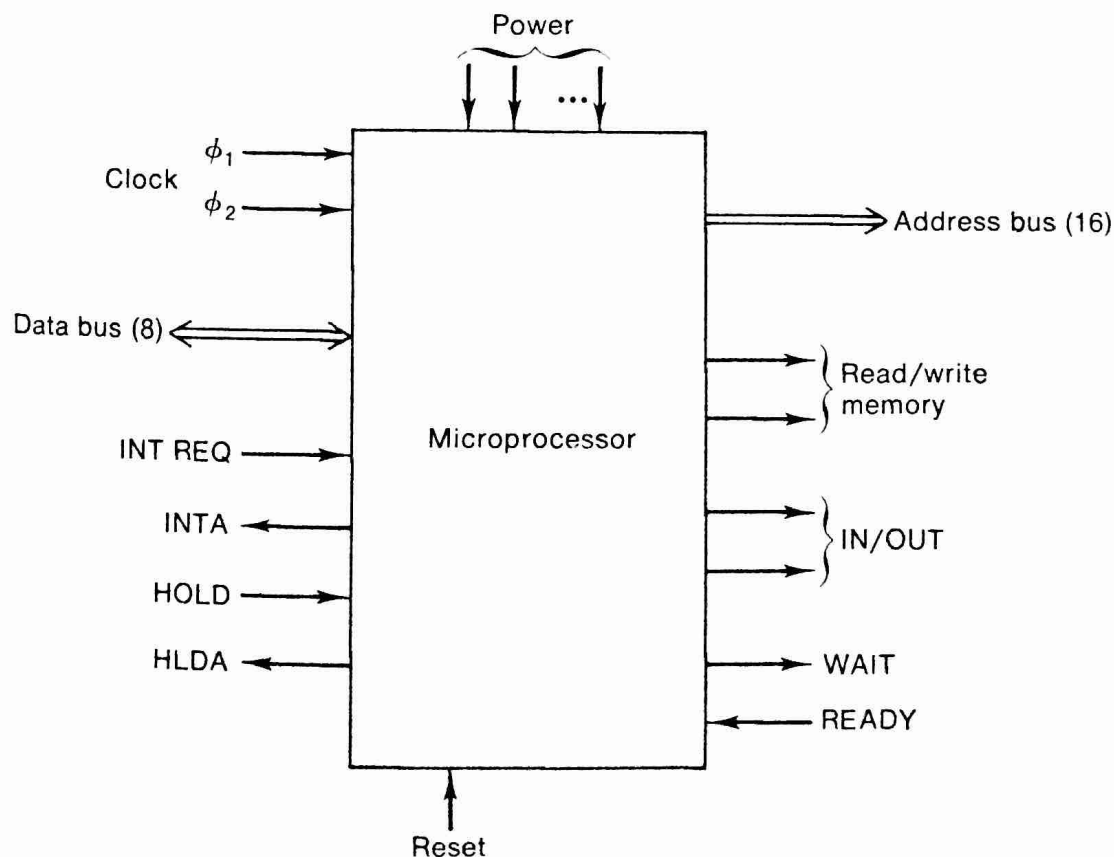 Power
...
ϕ1
Clock
ϕ2
Address bus (16)
Data bus (8)
Read/write
memory
Microprocessor
INT REQ
INTA
IN/OUT
HOLD
HLDA
WAIT
READY
Reset